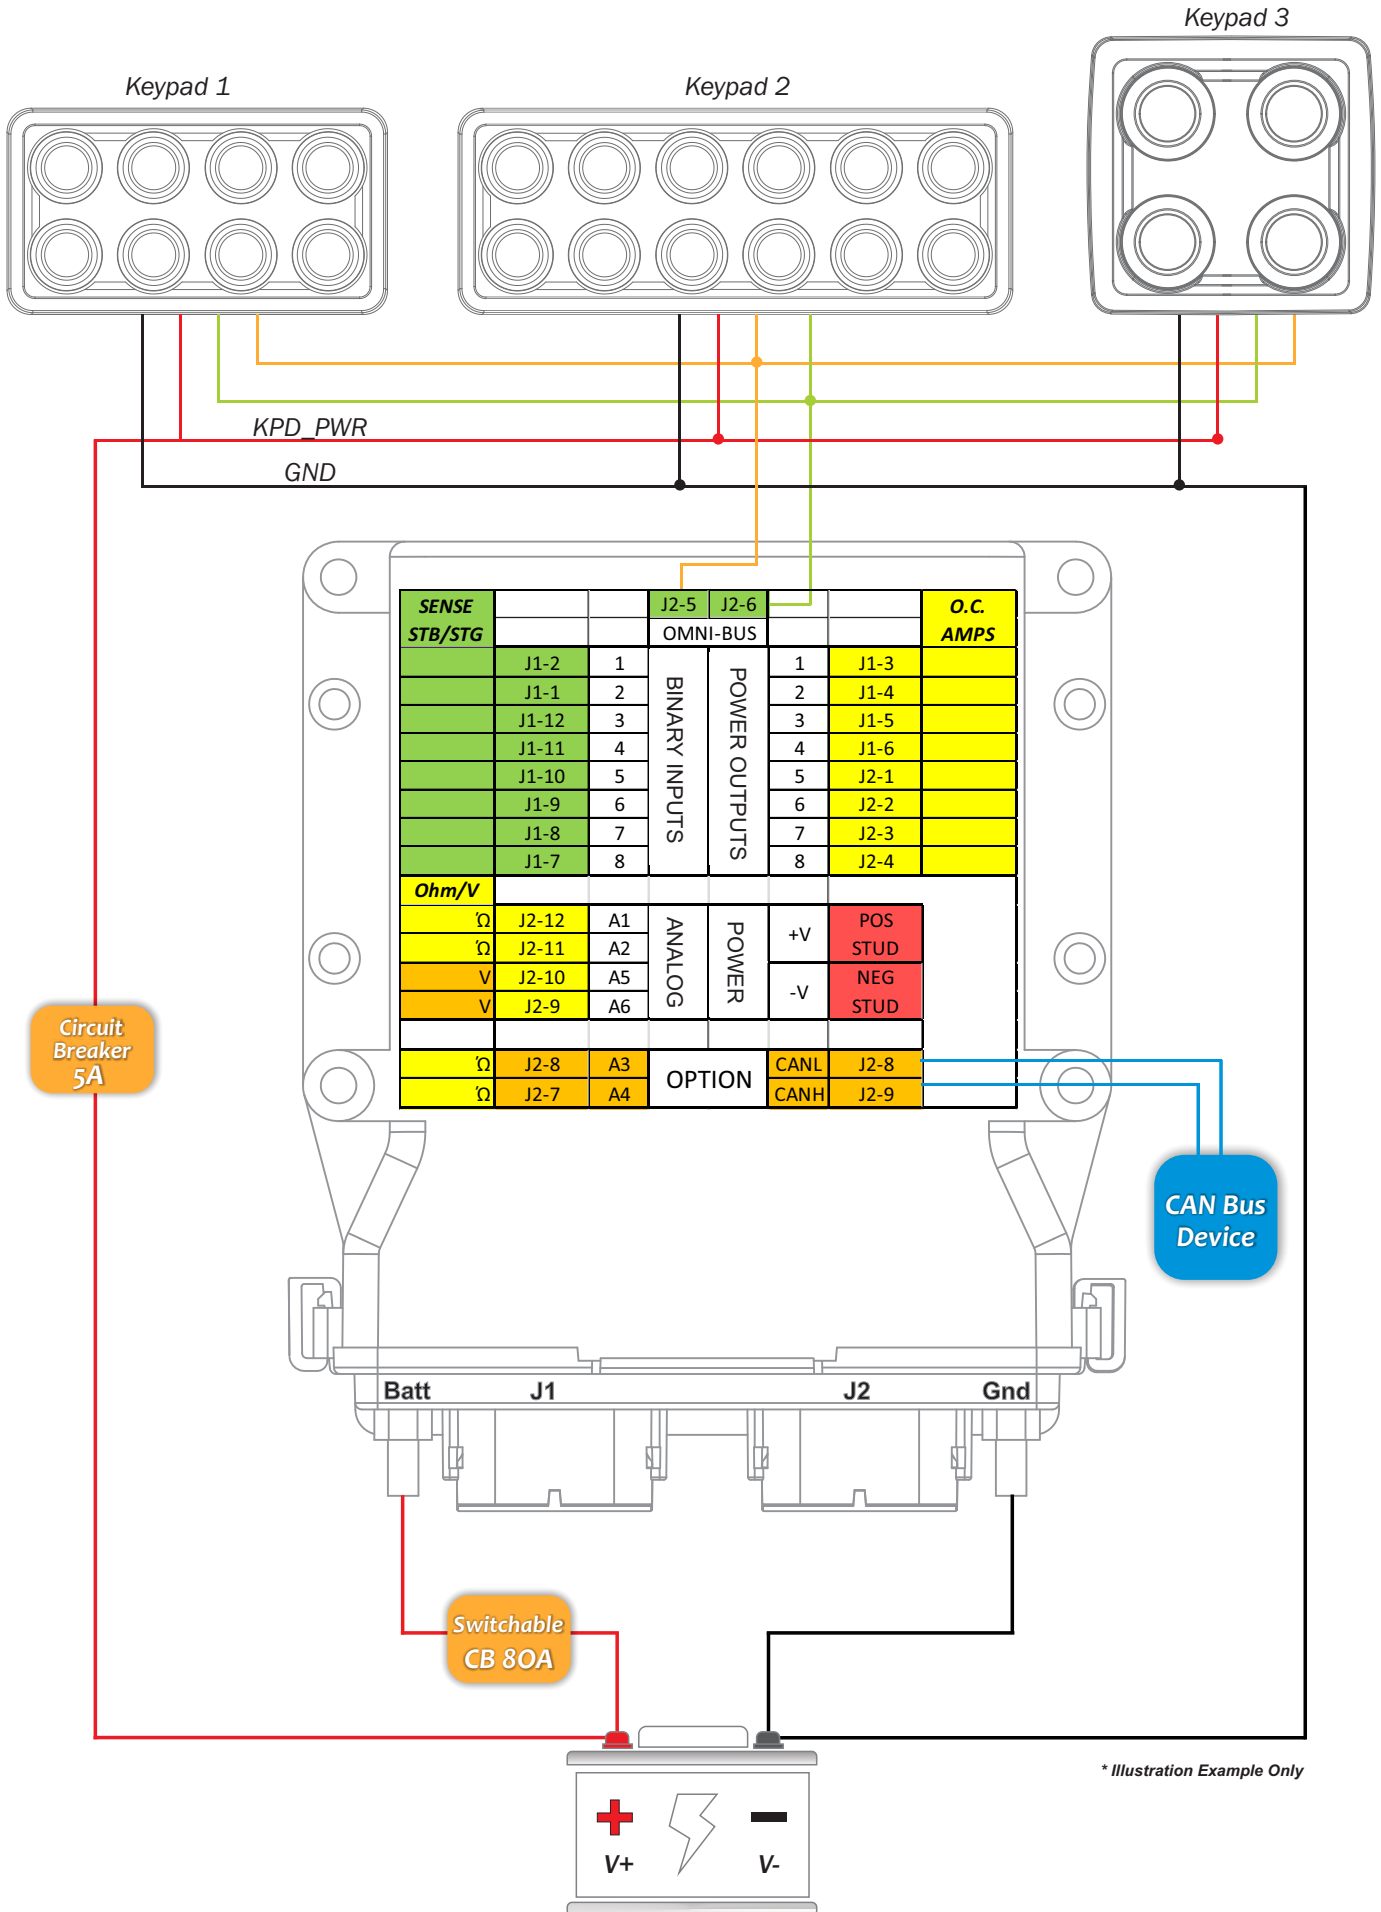 Keypad 3
Keypad 1
Keypad 2
KPD_PWR
GND
SENSE J2-5 J2-6 O.C.
STB/STG OMNI-BUS AMPS
BINARY INPUTS
POWER OUTPUTS
J1-2 1 1 J1-3
J1-1 2 2 J1-4
J1-12 3 3 J1-5
J1-11 4 4 J1-6
J1-10 5 5 J2-1
J1-9 6 6 J2-2
J1-8 7 7 J2-3
J1-7 8 8 J2-4
Ohm/V
ANALOG
POWER
Ω J2-12 A1 +V POS
Ω J2-11 A2 STUD
V J2-10 A5 -V NEG
V J2-9 A6 STUD
Ω J2-8 A3 OPTION CANL J2-8
Ω J2-7 A4 CANH J2-9
Circuit
Breaker
5A
CAN Bus
Device
Batt J1 J2 Gnd
Switchable
CB 80A
* Illustration Example Only
V+ V-